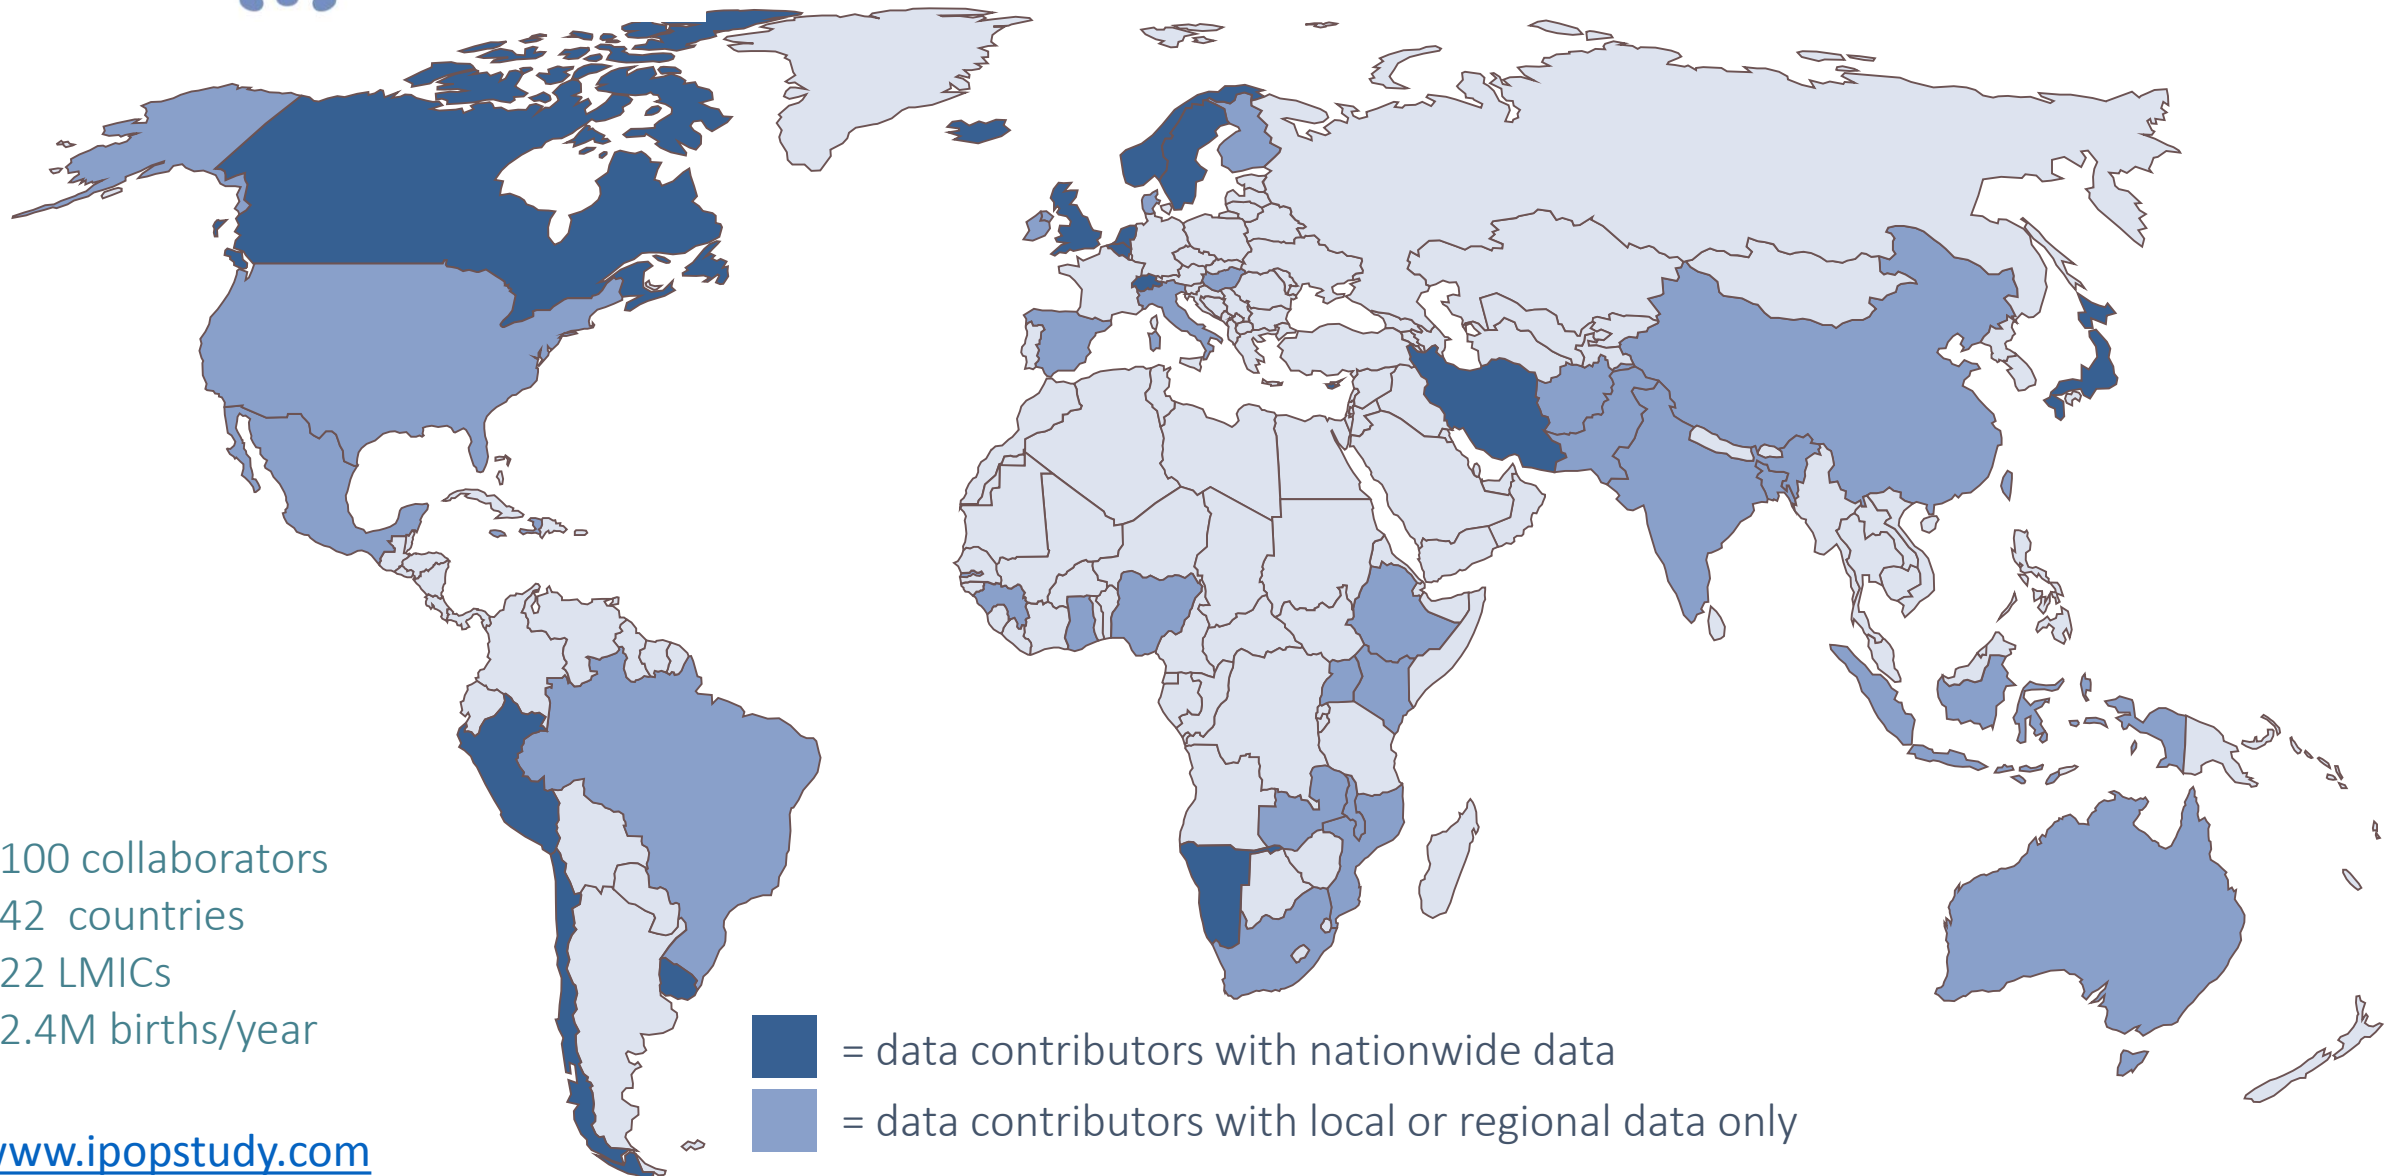 100 collaborators
42 countries
22 LMICs
2.4M births/year
= data contributors with nationwide data
= data contributors with local or regional data only
www.ipopstudy.com